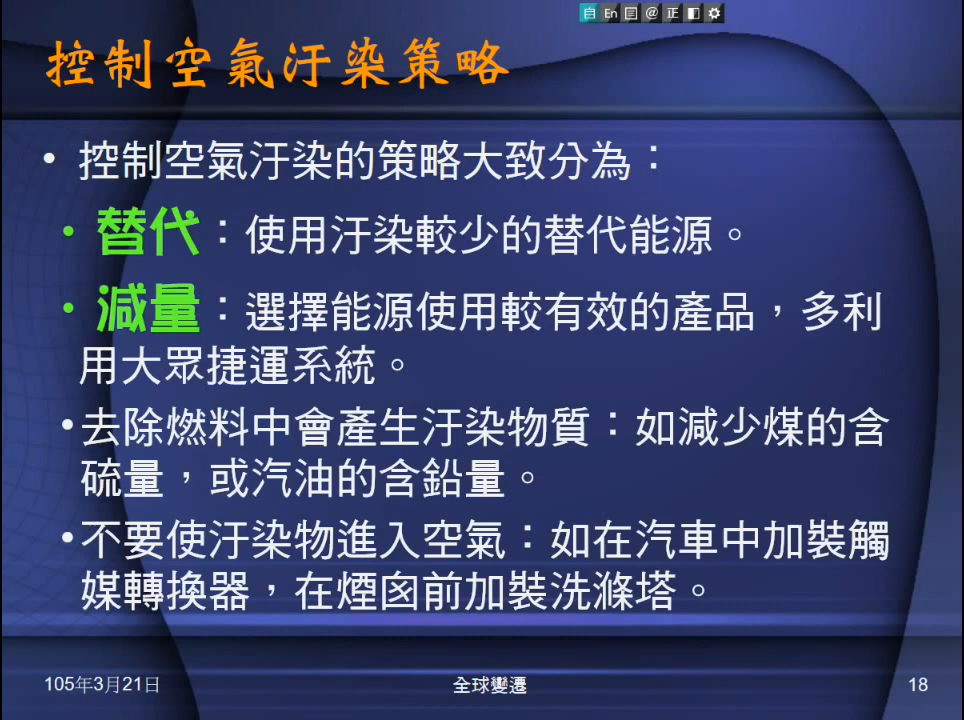 自 En @ 正
控制空氣汙染策略
• 控制空氣汙染的策略大致分為：
• 替代：使用汙染較少的替代能源。
• 減量：選擇能源使用較有效的產品，多利
用大眾捷運系統。
•去除燃料中會產生汙染物質：如減少煤的含
硫量，或汽油的含鉛量。
•不要使汙染物進入空氣：如在汽車中加裝觸
媒轉換器，在煙囪前加裝洗滌塔。
105年3月21日 全球變遷 18